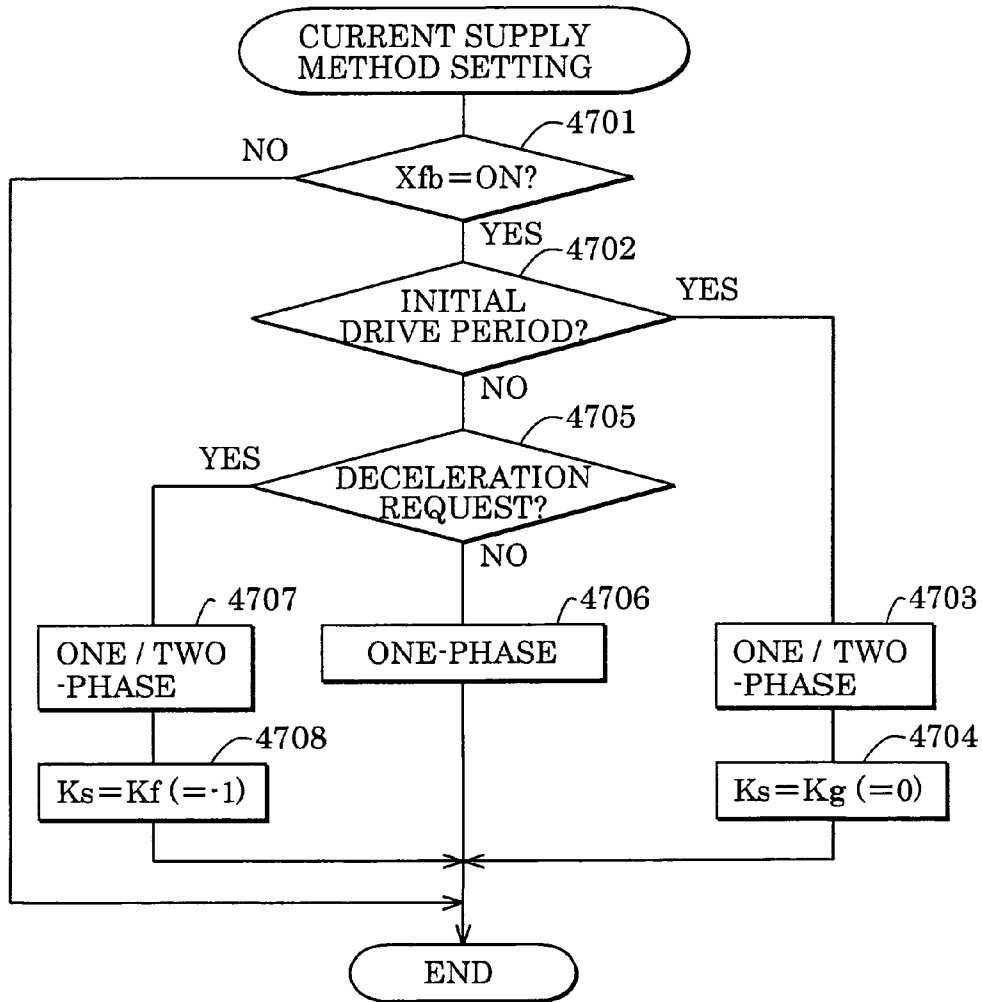 CURRENT SUPPLY
METHOD SETTING
4701
NO
Xfb=ON?
YES
4702
YES
INITIAL
DRIVE PERIOD?
NO
4705
YES
DECELERATION
REQUEST?
NO
4707
4706
4703
ONE / TWO
-PHASE
ONE-PHASE
ONE / TWO
-PHASE
4708
4704
Ks=Kf (=-1)
Ks=Kg (=0)
END